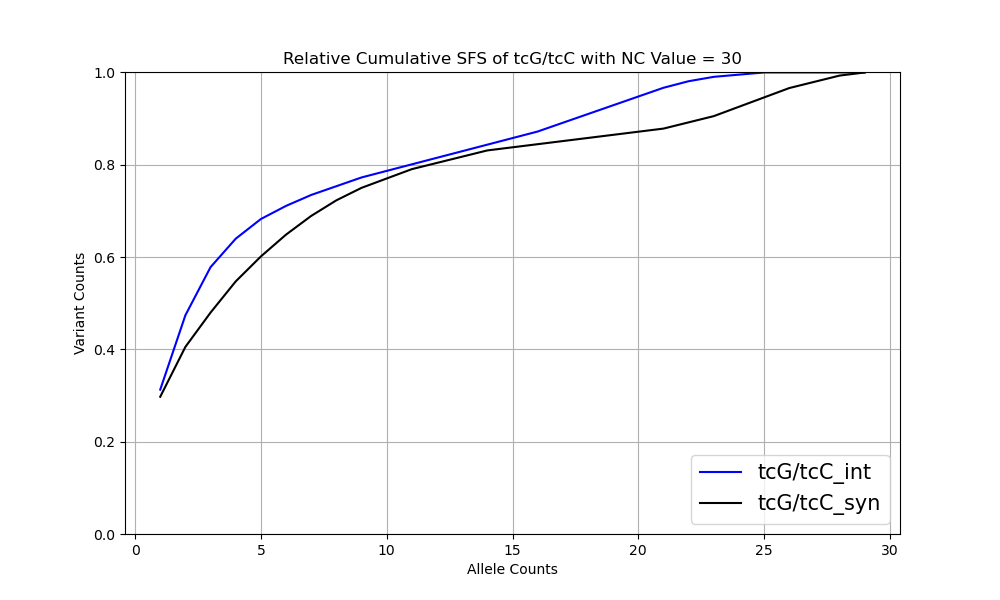 Relative Cumulative SFS of tcG/tcC with NC Value = 30
1.0
0.8
0.6
0.4
0.2
0.0
Variant Counts
0
5
10
15
20
25
30
Allele Counts
tcG/tcC_int
tcG/tcC_syn